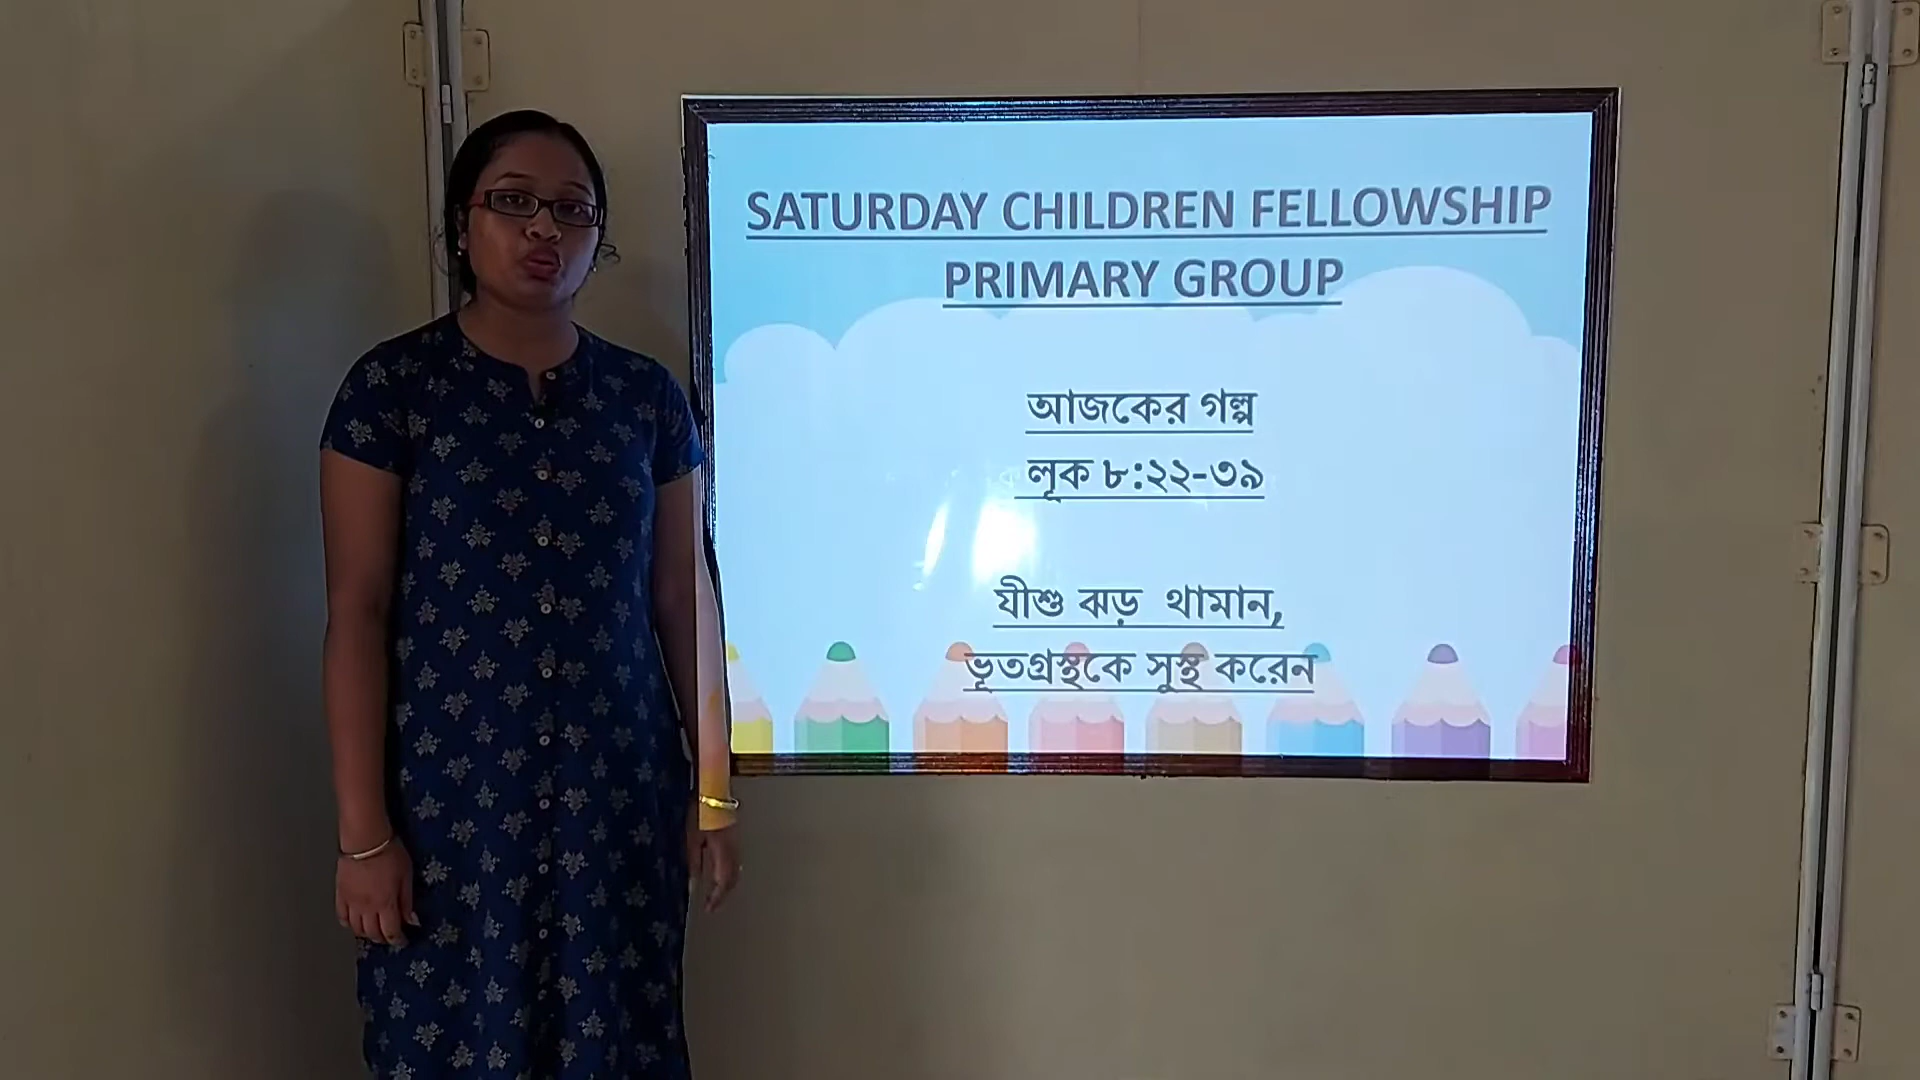 SATURDAY CHILDREN FELLOWSHIP
PRIMARY GROUP
আজকের গল্প
লূক ৮:২২-৩৯
যীশু ঝড় থামান,
ভূতগ্রস্থকে সুস্থ করেন